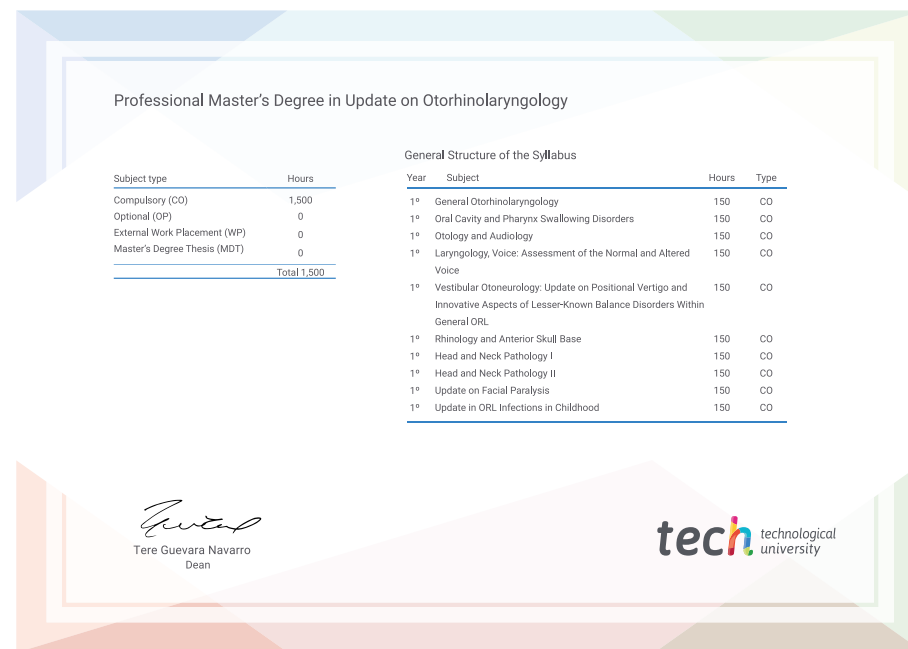 Professional Master's Degree in Update on Otorhinolaryngology
Subject type Hours
Compulsory (CO) 1,500
Optional (OP) 0
External Work Placement (WP) 0
Master's Degree Thesis (MDT) 0
Total 1,500
General Structure of the Syllabus
Year Subject Hours Type
1º General Otorhinolaryngology 150 CO
1º Oral Cavity and Pharynx Swallowing Disorders 150 CO
1º Otology and Audiology 150 CO
1º Laryngology, Voice: Assessment of the Normal and Altered 150 CO
Voice
1º Vestibular Otoneurology: Update on Positional Vertigo and 150 CO
Innovative Aspects of Lesser-Known Balance Disorders Within
General ORL
1º Rhinology and Anterior Skull Base 150 CO
1º Head and Neck Pathology I 150 CO
1º Head and Neck Pathology II 150 CO
1º Update on Facial Paralysis 150 CO
1º Update in ORL Infections in Childhood 150 CO
Tere Guevara Navarro
Dean
tech technological
university